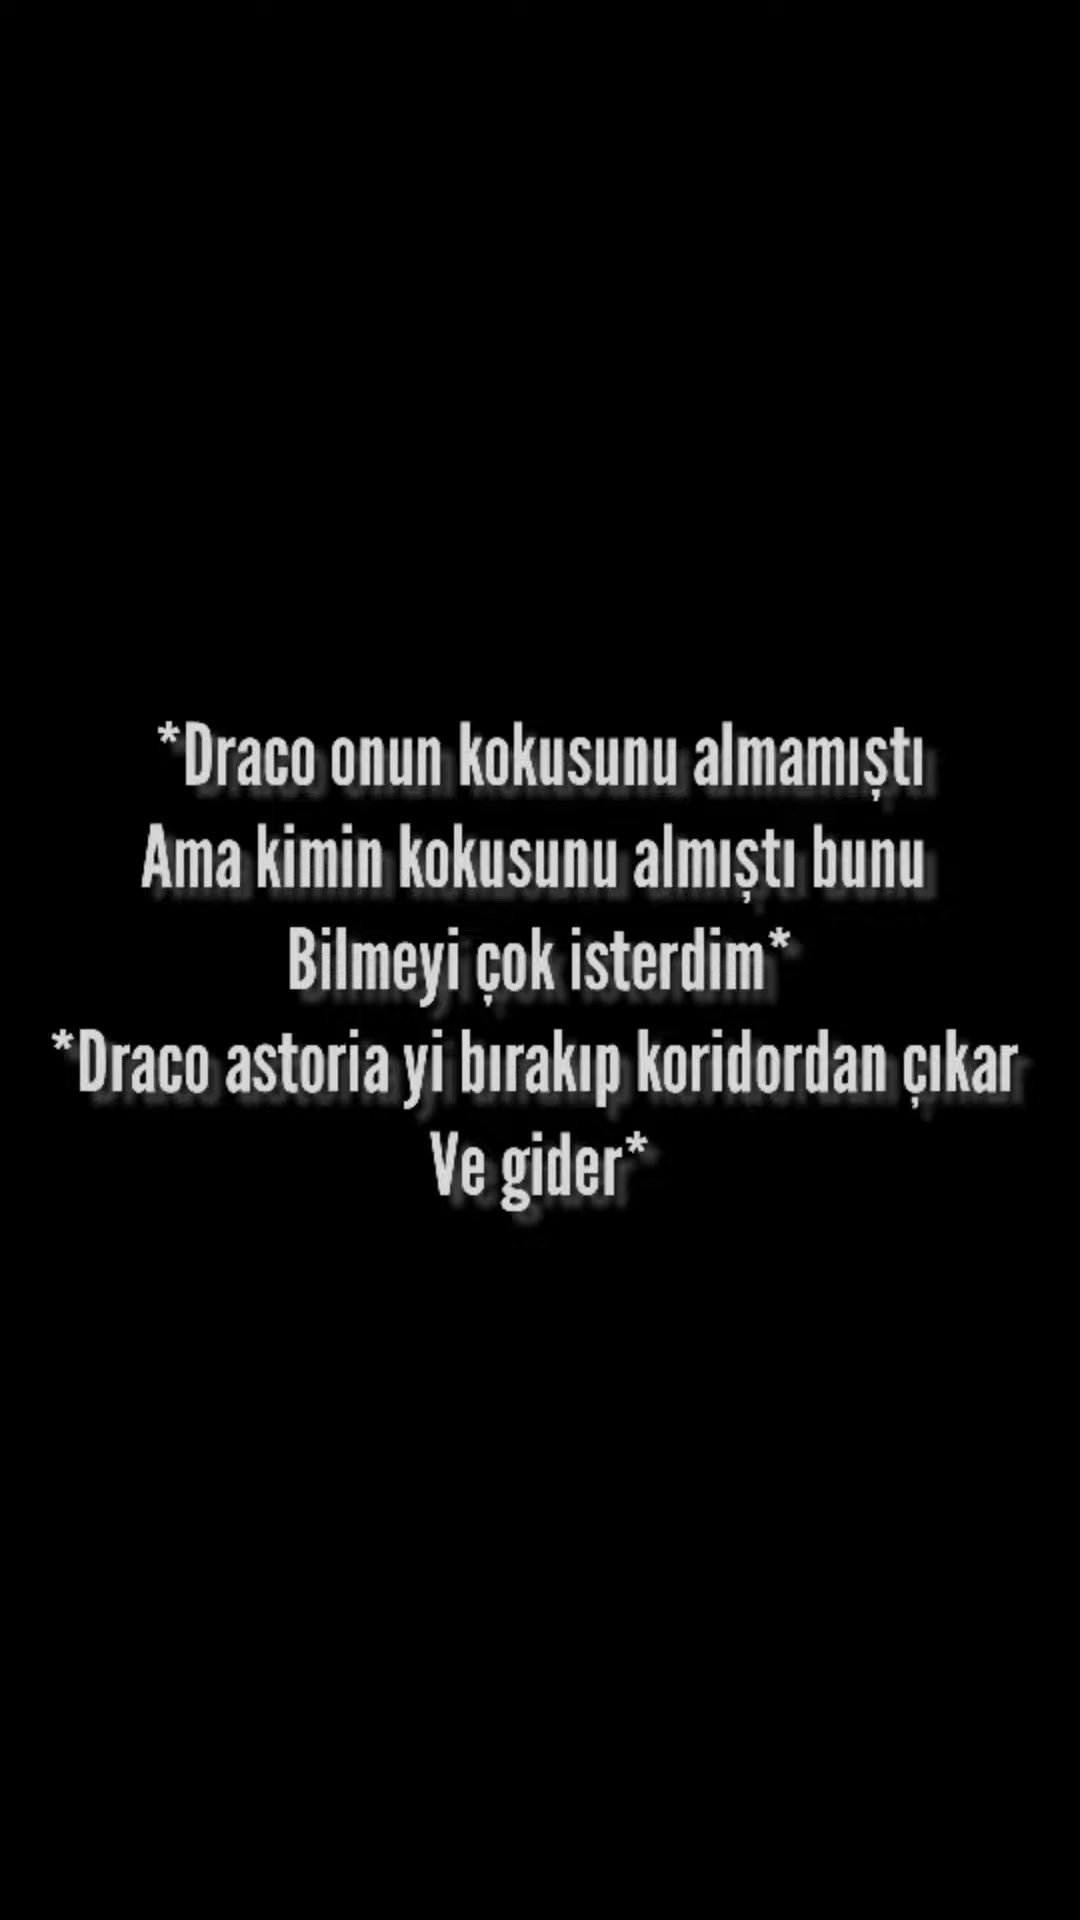 *Draco onun kokusunu almamıştı
Ama kimin kokusunu almıştı bunu
Bilmeyi çok isterdim*
*Draco astoria yi bırakıp koridordan çıkar
Ve gider*